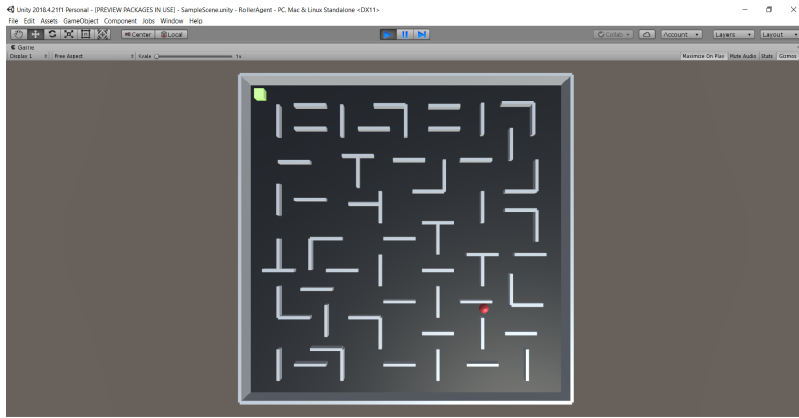 Unity 2018.4.21f1 Personal - [PREVIEW PACKAGES IN USE] - SampleScene.unity - RollerAgent - PC, Mac & Linux Standalone <DX11>
File Edit Assets GameObject Component Jobs Window Help
Center Local Collab Account Layers Layout
Game
Display 1 Free Aspect Scale 1x Maximize On Play Mute Audio Stats Gizmos